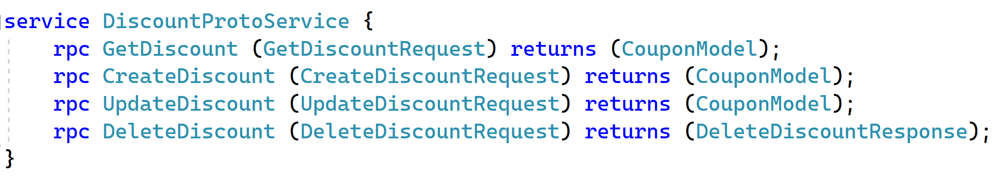 service DiscountProtoService {
    rpc GetDiscount (GetDiscountRequest) returns (CouponModel);
    rpc CreateDiscount (CreateDiscountRequest) returns (CouponModel);
    rpc UpdateDiscount (UpdateDiscountRequest) returns (CouponModel);
    rpc DeleteDiscount (DeleteDiscountRequest) returns (DeleteDiscountResponse);
}